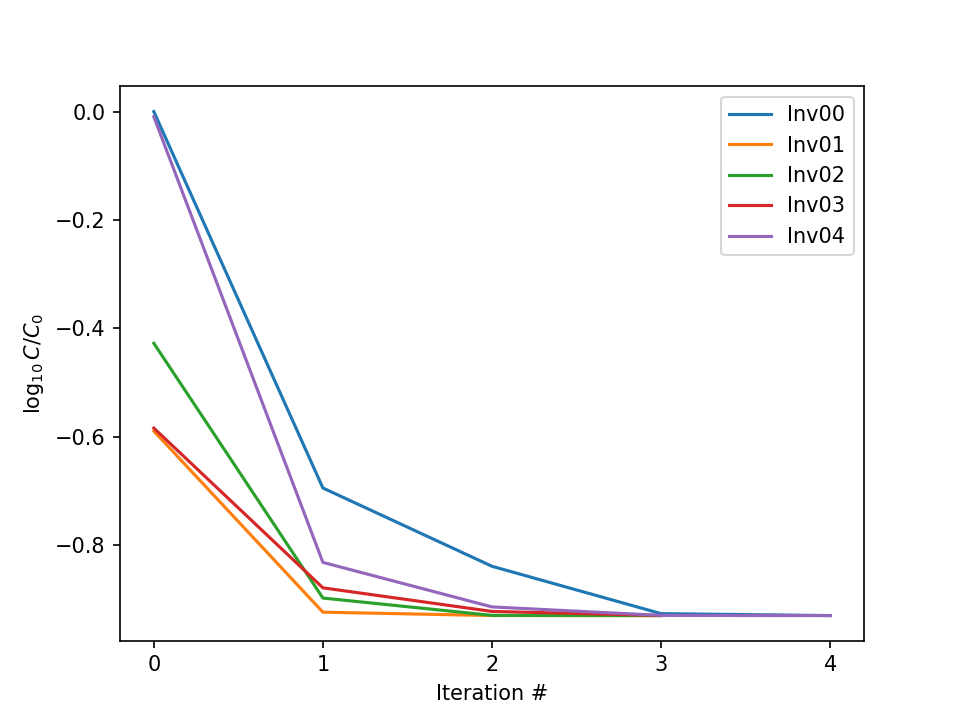 0.0
−0.2
−0.4
−0.6
−0.8
log₁₀ C/C₀
0 1 2 3 4
Iteration #
Inv00
Inv01
Inv02
Inv03
Inv04